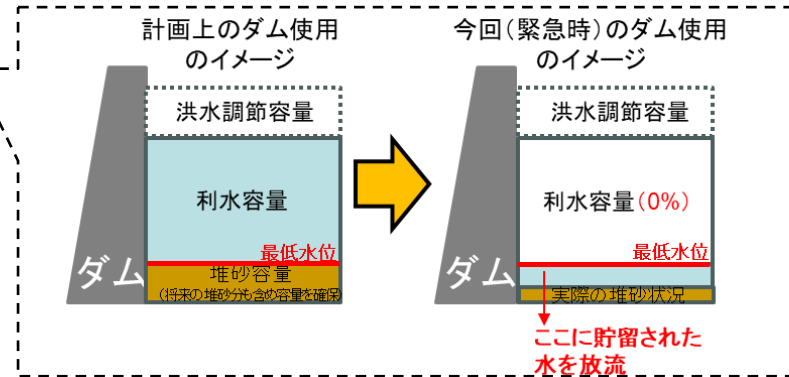 計画上のダム使用
のイメージ
洪水調節容量
利水容量
最低水位
ダム
堆砂容量
(将来の堆砂分も含め容量を確保)
今回(緊急時)のダム使用
のイメージ
洪水調節容量
利水容量(0%)
最低水位
ダム
実際の堆砂状況
ここに貯留された
水を放流